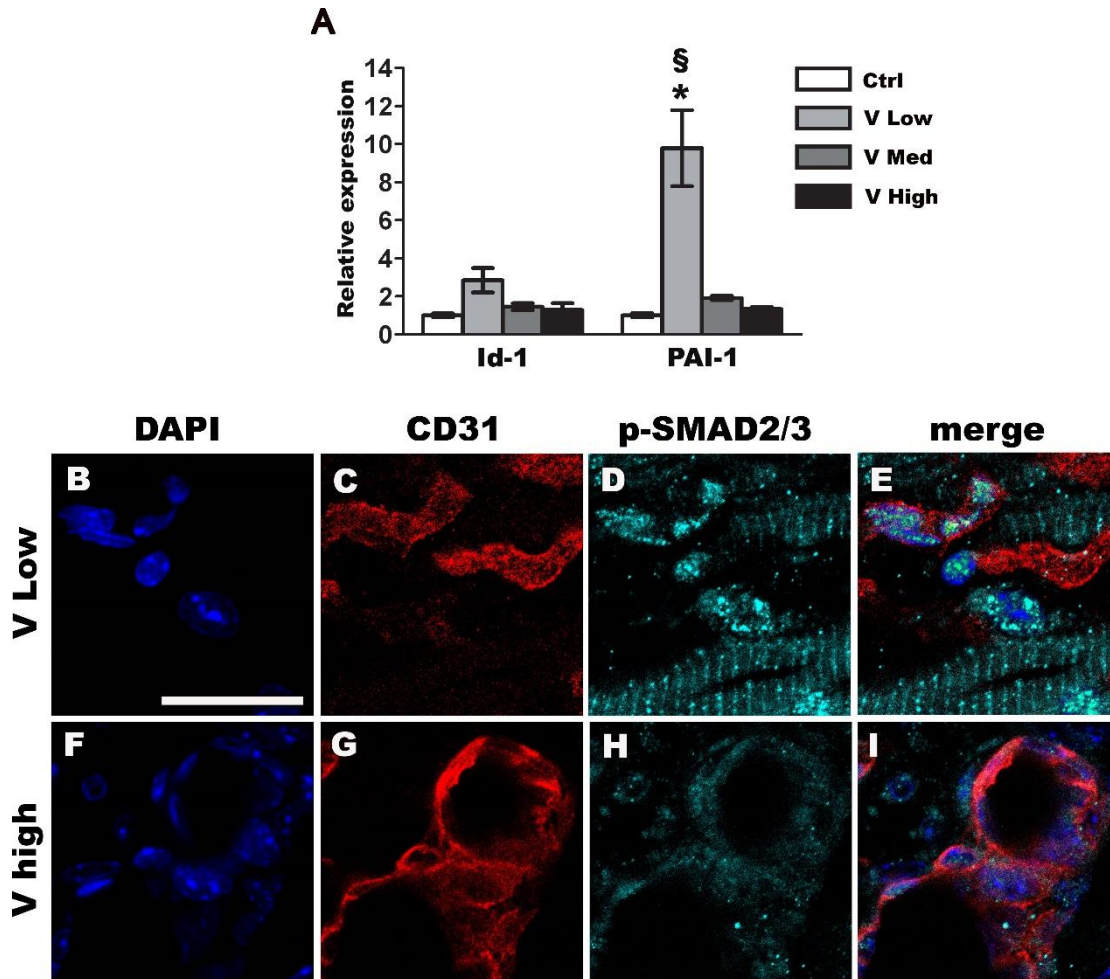 A
Relative expression
14
12
10
8
6
4
2
0
§
*
Id-1
PAI-1
Ctrl
V Low
V Med
V High
DAPI
CD31
p-SMAD2/3
merge
V Low
B
C
D
E
V high
F
G
H
I